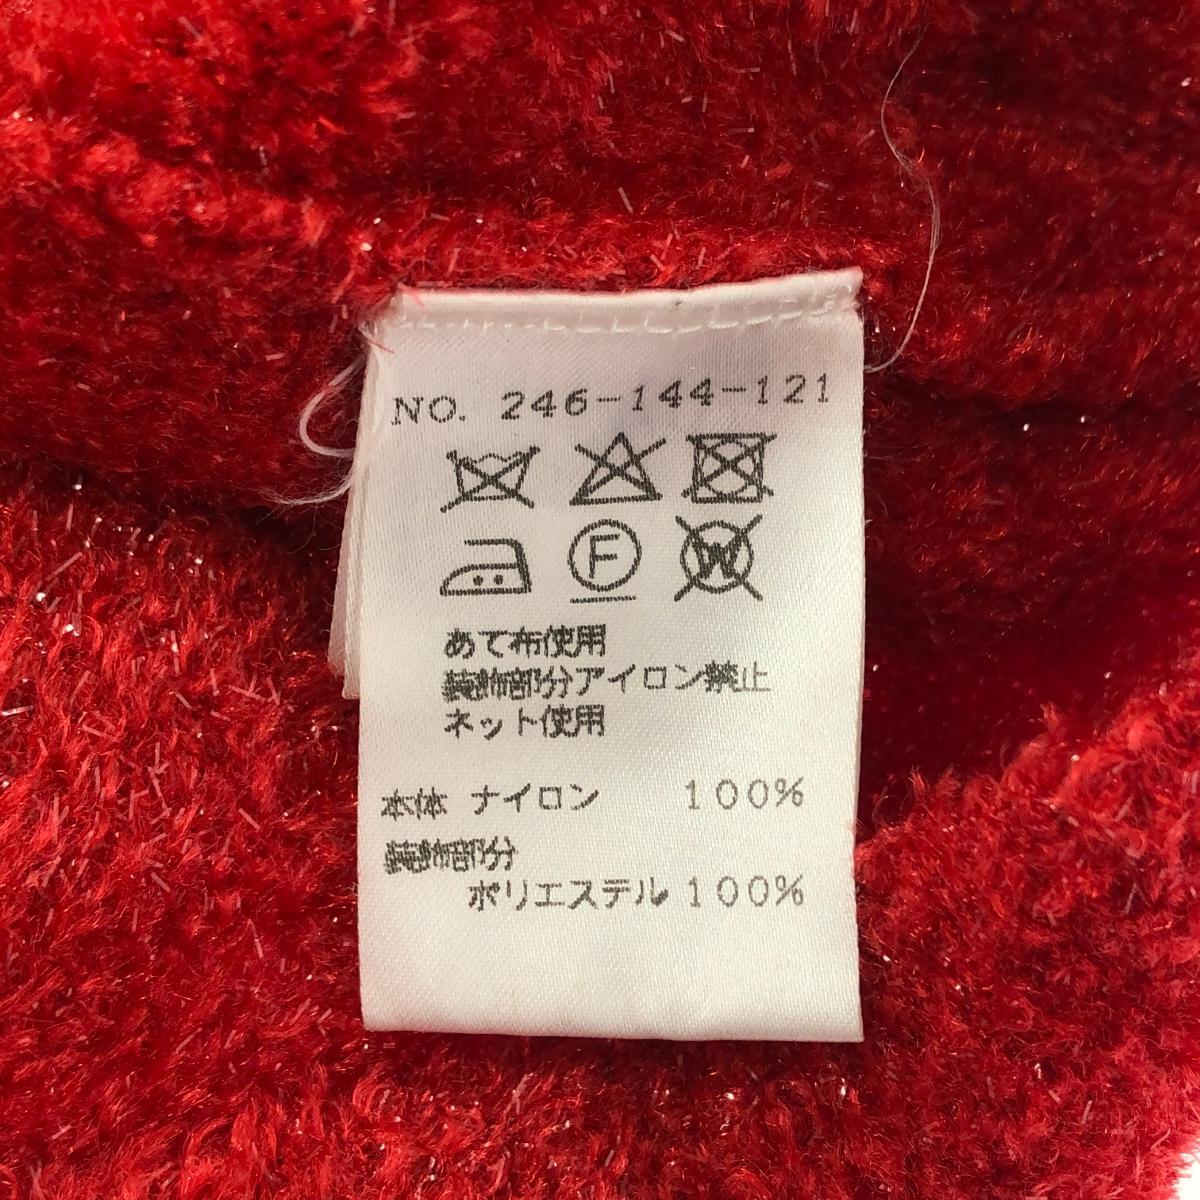 NO. 246-144-121
F W
あて布使用
装飾部分アイロン禁止
ネット使用
本体 ナイロン 100%
装飾部分
ポリエステル 100%